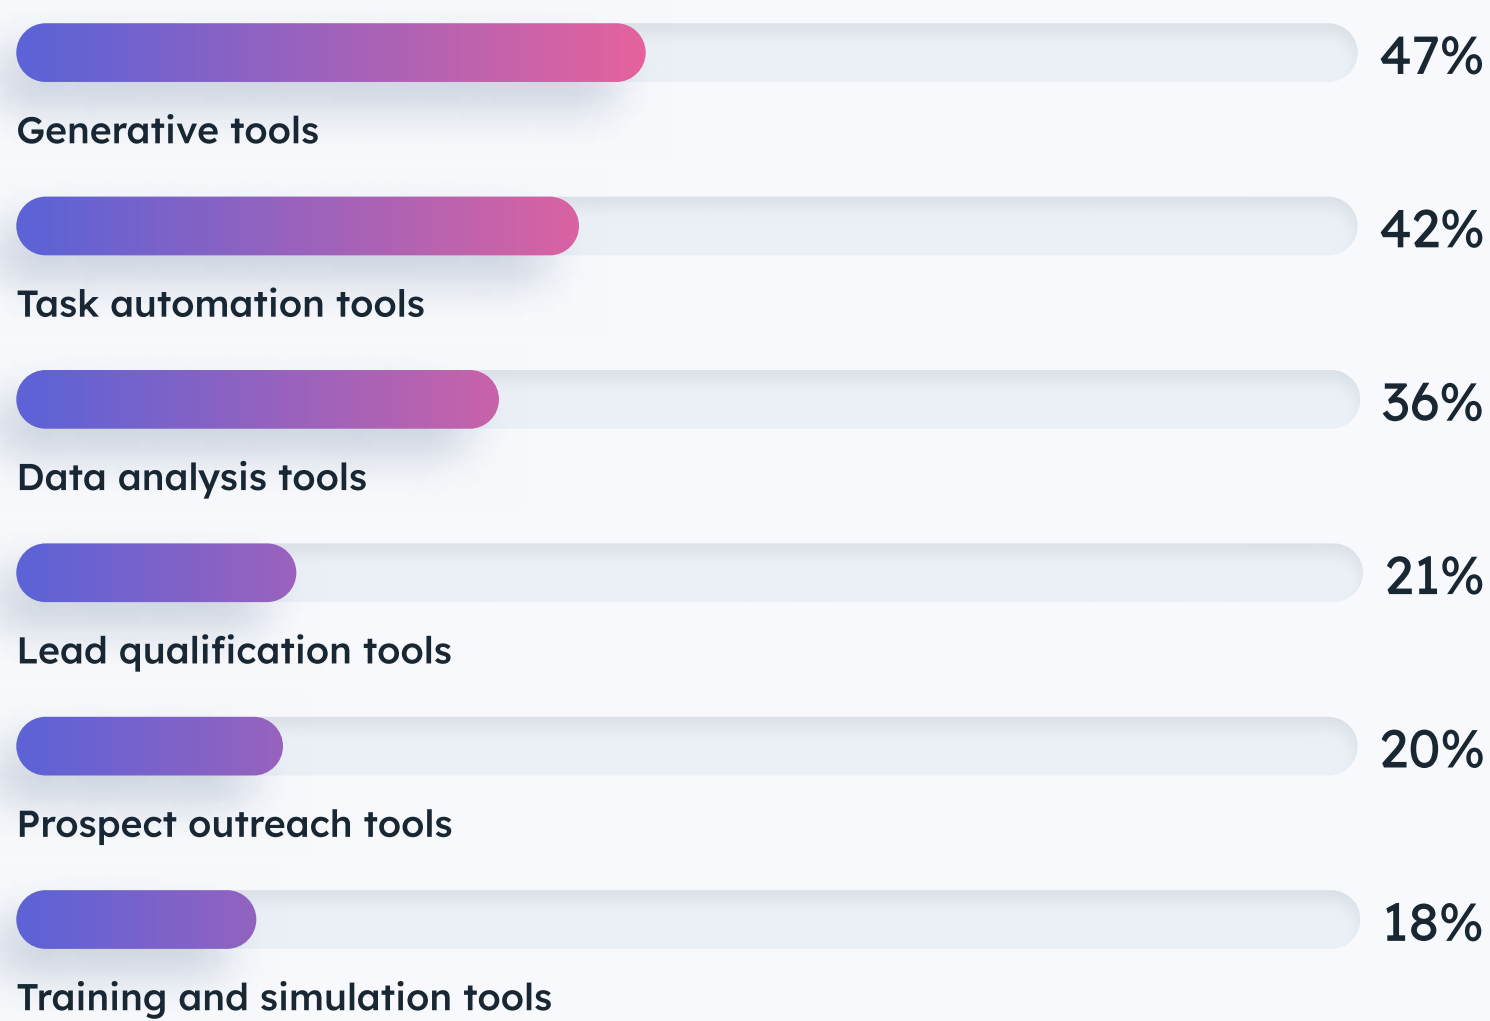 47%
Generative tools
42%
Task automation tools
36%
Data analysis tools
21%
Lead qualification tools
20%
Prospect outreach tools
18%
Training and simulation tools